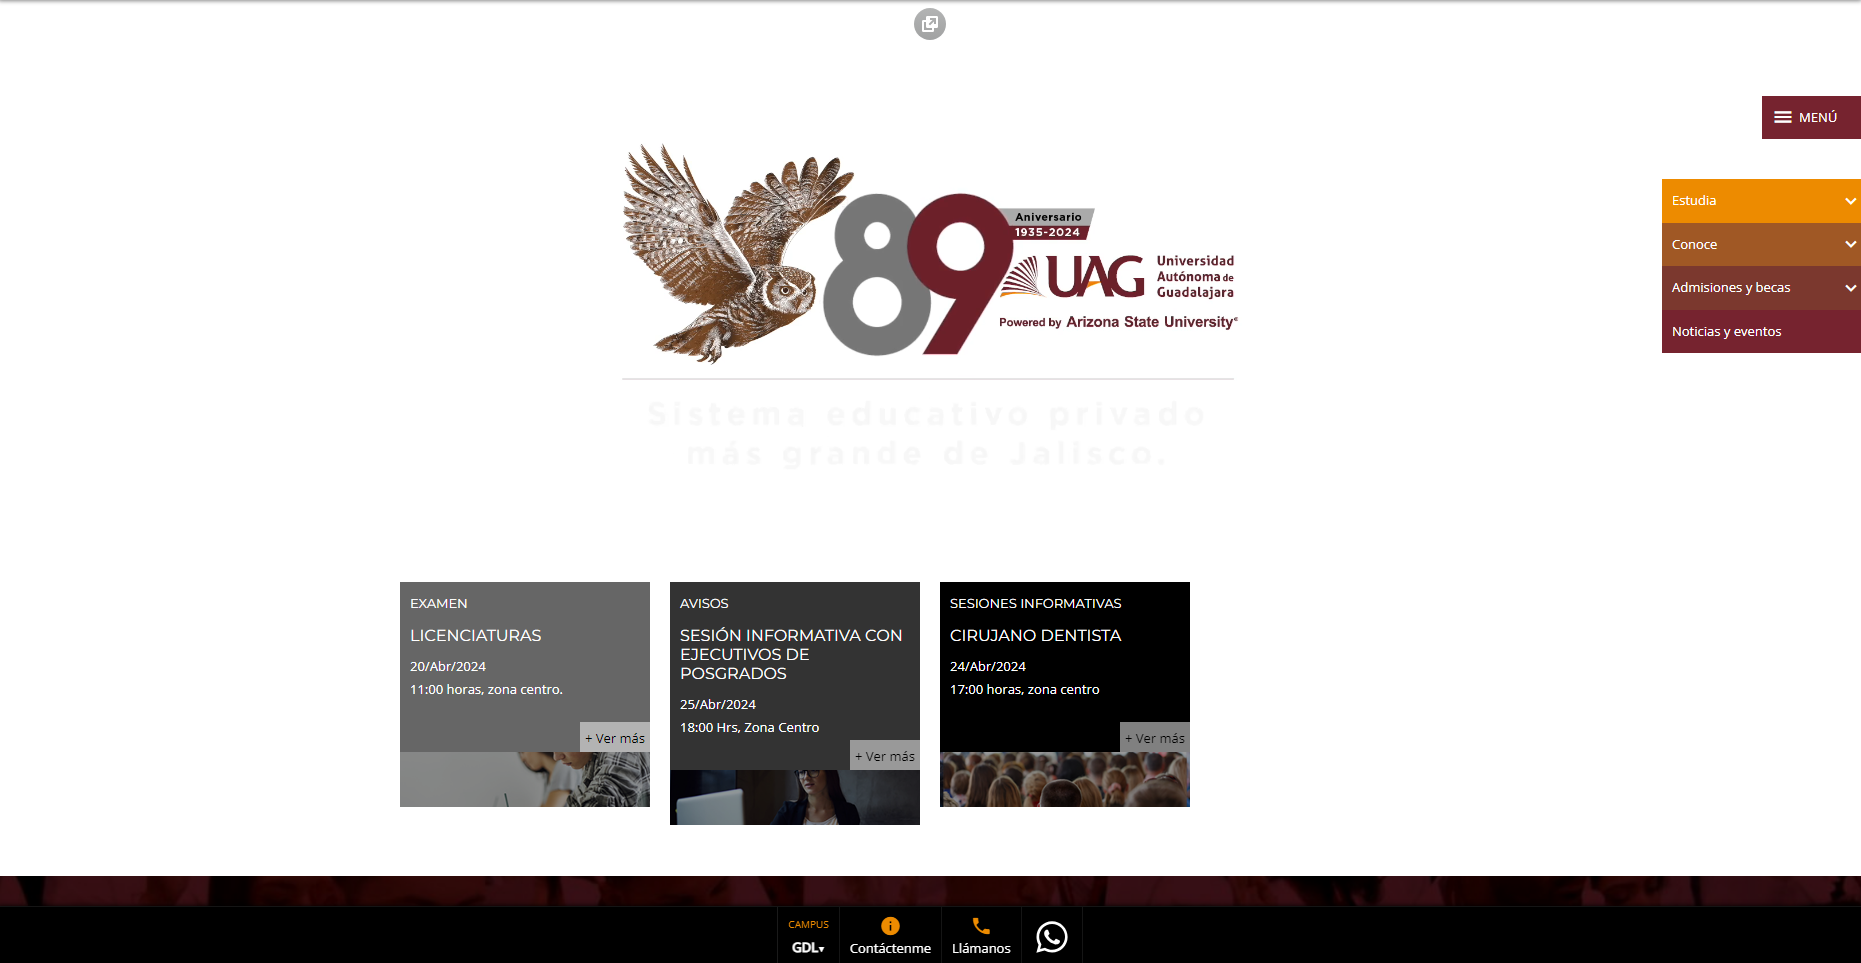 MENÚ
Estudia
Conoce
Admisiones y becas
Noticias y eventos
89
Aniversario
1935-2024
UAG
Universidad
Autónoma de
Guadalajara
Powered by Arizona State University
Sistema educativo privado
más grande de Jalisco.
EXAMEN
LICENCIATURAS
20/Abr/2024
11:00 horas, zona centro.
+ Ver más
AVISOS
SESIÓN INFORMATIVA CON
EJECUTIVOS DE
POSGRADOS
25/Abr/2024
18:00 Hrs, Zona Centro
+ Ver más
SESIONES INFORMATIVAS
CIRUJANO DENTISTA
24/Abr/2024
17:00 horas, zona centro
+ Ver más
CAMPUS
GDL▾
Contáctenme
Llámanos